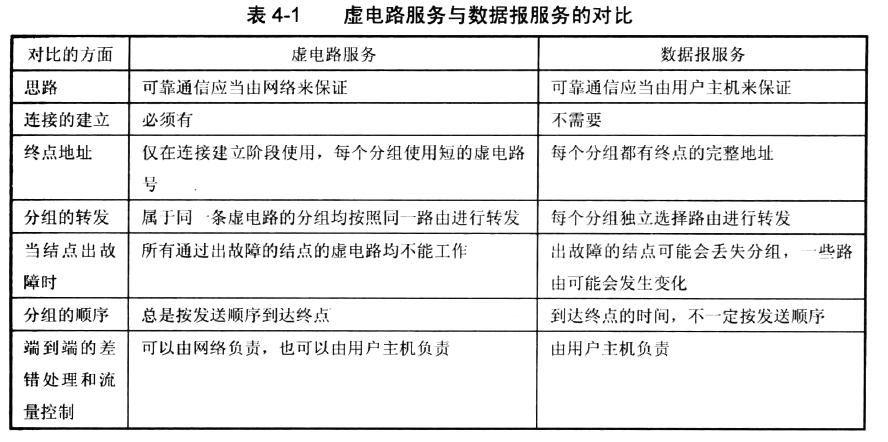 表 4-1 虚电路服务与数据报服务的对比
对比的方面 虚电路服务 数据报服务
思路 可靠通信应当由网络来保证 可靠通信应当由用户主机来保证
连接的建立 必须有 不需要
终点地址 仅在连接建立阶段使用，每个分组使用短的虚电路 每个分组都有终点的完整地址
号
分组的转发 属于同一条虚电路的分组均按照同一路由进行转发 每个分组独立选择路由进行转发
当结点出故 所有通过出故障的结点的虚电路均不能工作 出故障的结点可能会丢失分组，一些路
障时 由可能会发生变化
分组的顺序 总是按发送顺序到达终点 到达终点的时间，不一定按发送顺序
端到端的差 可以由网络负责，也可以由用户主机负责 由用户主机负责
错处理和流
量控制